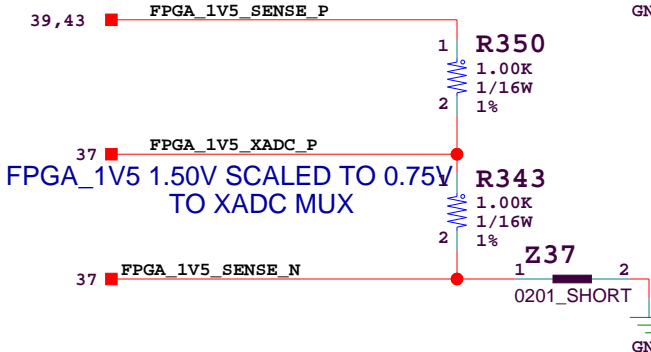 39,43
FPGA_1V5_SENSE_P
GN
1
R350
1.00K
1/16W
2
1%
37
FPGA_1V5_XADC_P
FPGA_1V5 1.50V SCALED TO 0.75V
TO XADC MUX
1
R343
1.00K
1/16W
2
1%
37
FPGA_1V5_SENSE_N
Z37
1
2
0201_SHORT
GN